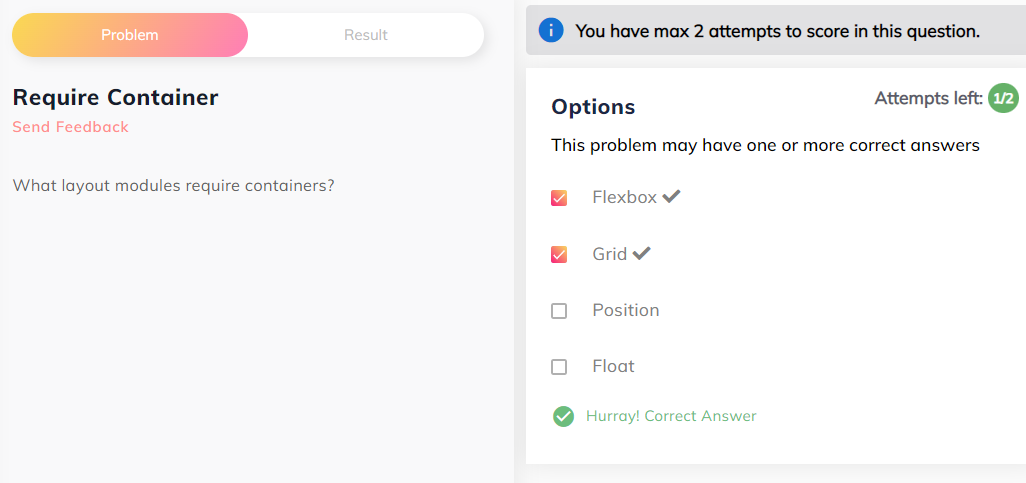 Problem
Result
Require Container
Send Feedback
What layout modules require containers?
You have max 2 attempts to score in this question.
Attempts left: 1/2
Options
This problem may have one or more correct answers
Flexbox
Grid
Position
Float
Hurray! Correct Answer